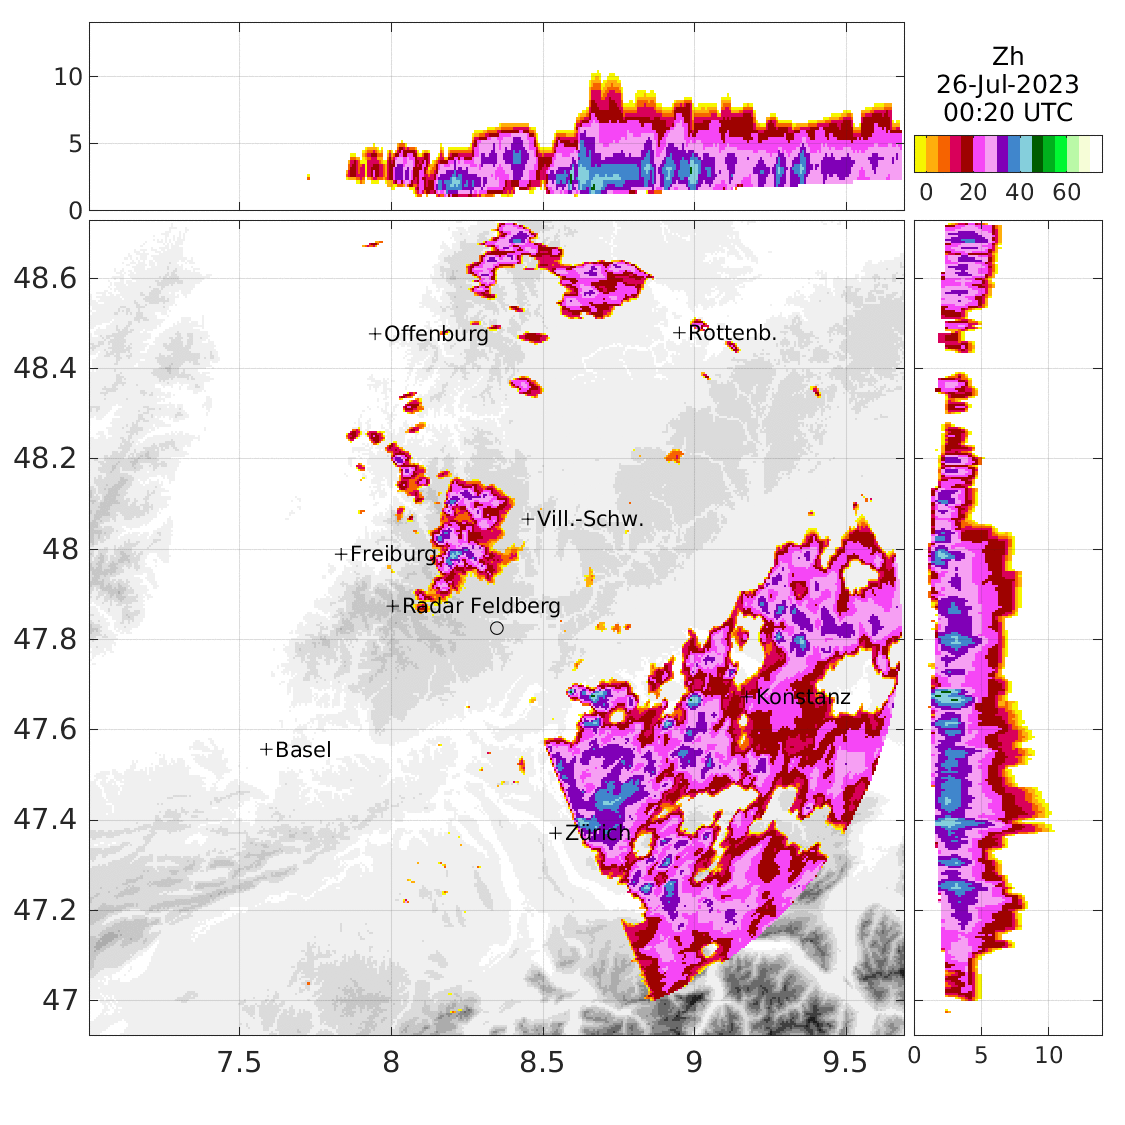 10
5
0
Zh
26-Jul-2023
00:20 UTC
0 20 40 60
48.6
48.4
48.2
48
47.8
47.6
47.4
47.2
47
+Offenburg
+Rottenb.
+Vill.-Schw.
+Freiburg
+Radar Feldberg
+Konstanz
+Basel
+Zürich
7.5 8 8.5 9 9.5
0 5 10